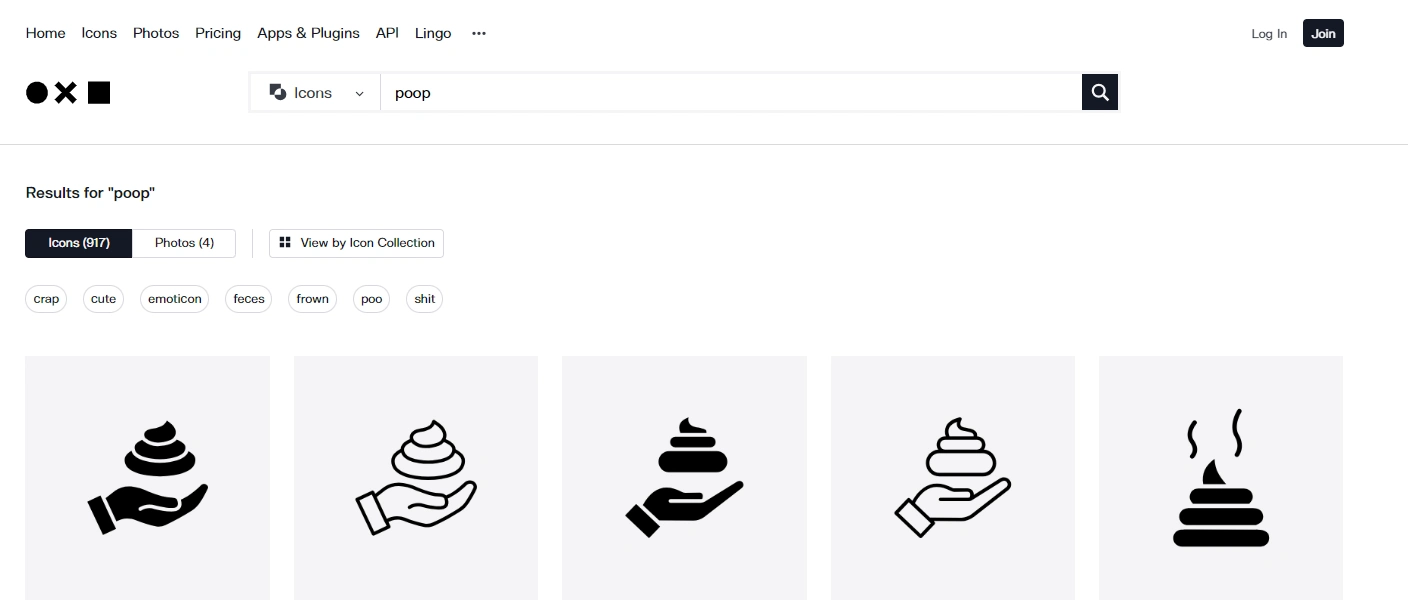 Home Icons Photos Pricing Apps & Plugins API Lingo ••• Log In Join
Icons poop
Results for "poop"
Icons (917) Photos (4) View by Icon Collection
crap cute emoticon feces frown poo shit